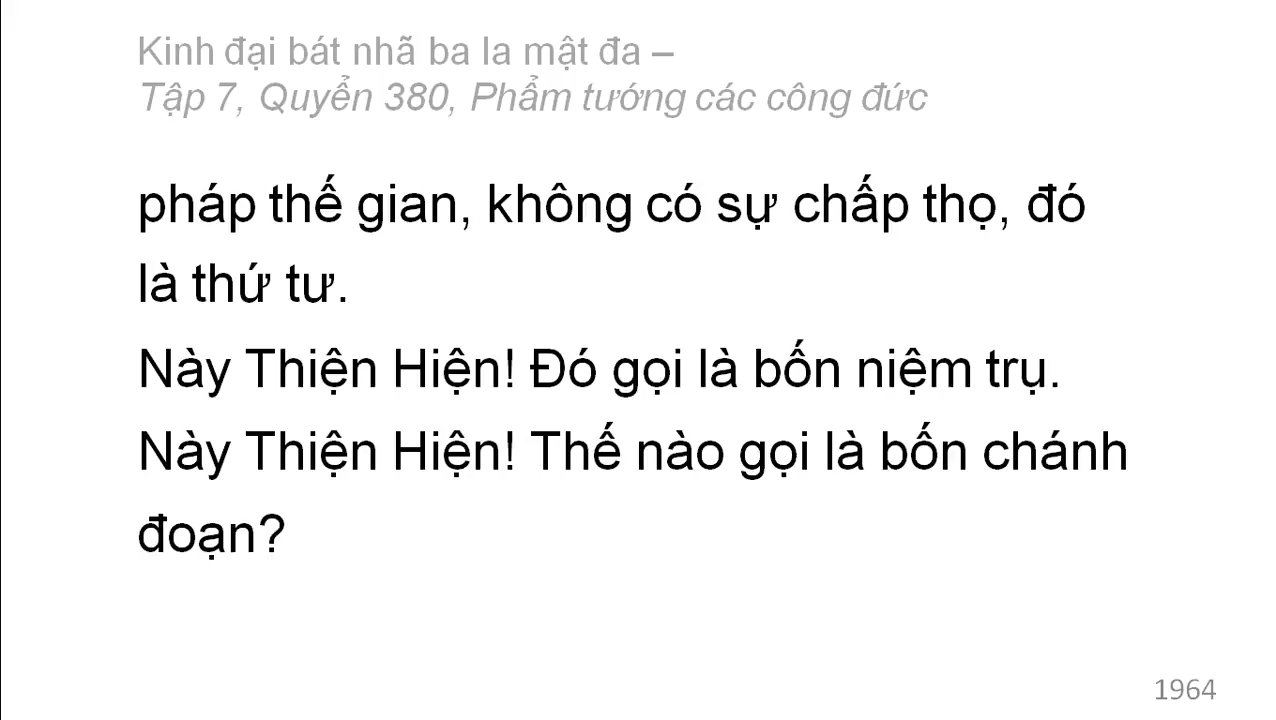 Kinh đại bát nhã ba la mật đa –
Tập 7, Quyển 380, Phẩm tướng các công đức
pháp thế gian, không có sự chấp thọ, đó
là thứ tư.
Này Thiện Hiện! Đó gọi là bốn niệm trụ.
Này Thiện Hiện! Thế nào gọi là bốn chánh
đoạn?
1964